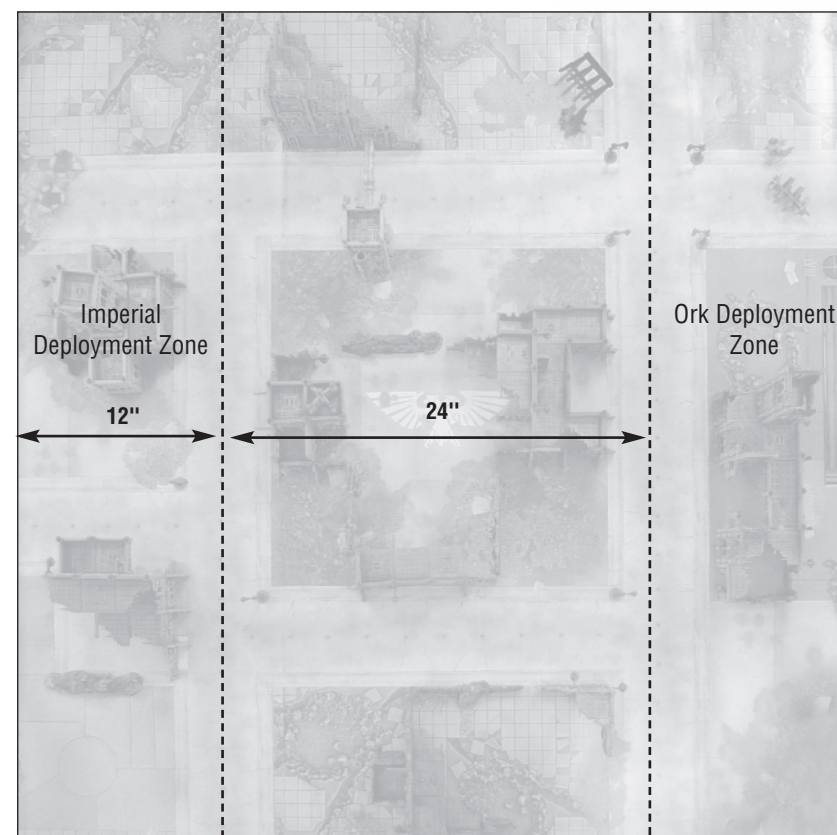 Imperial
Deployment Zone
Ork Deployment
Zone
12"
24"